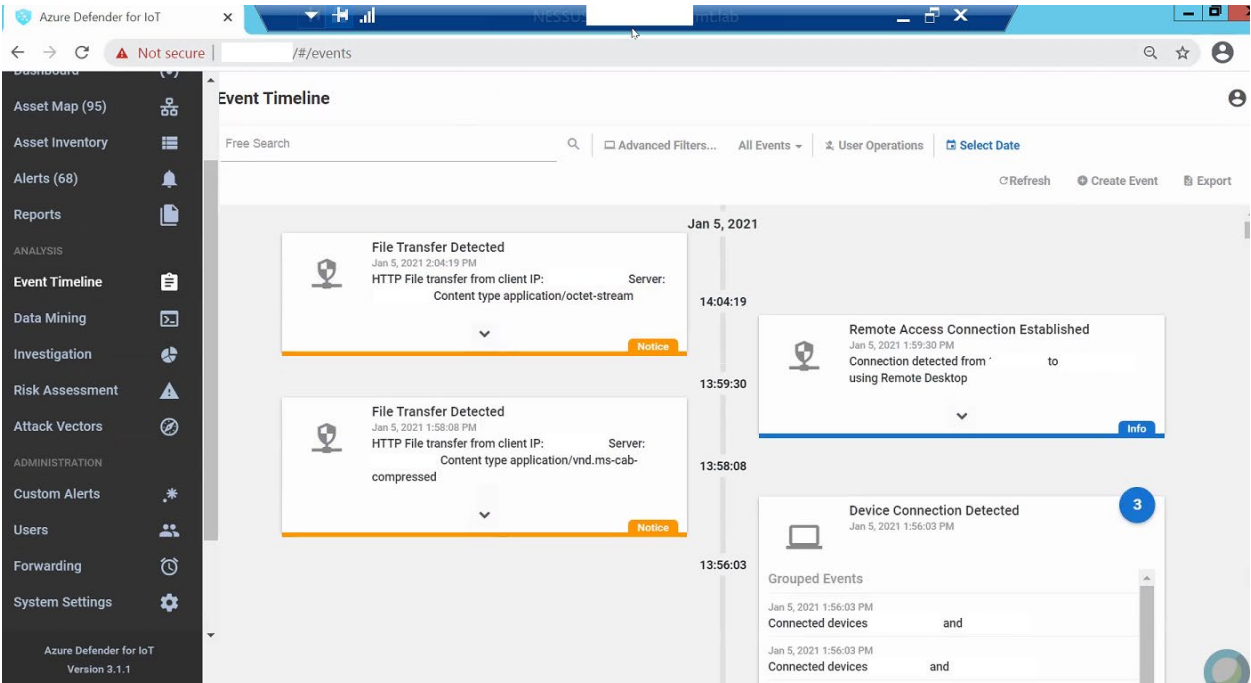 Azure Defender for IoT
NESSUS
mt.lab
Not secure
/#/events
Dashboard
Asset Map (95)
Asset Inventory
Alerts (68)
Reports
ANALYSIS
Event Timeline
Data Mining
Investigation
Risk Assessment
Attack Vectors
ADMINISTRATION
Custom Alerts
Users
Forwarding
System Settings
Azure Defender for IoT
Version 3.1.1
Event Timeline
Free Search
Advanced Filters...
All Events
User Operations
Select Date
Refresh
Create Event
Export
Jan 5, 2021
File Transfer Detected
Jan 5, 2021 2:04:19 PM
HTTP File transfer from client IP: Server:
Content type application/octet-stream
Notice
14:04:19
Remote Access Connection Established
Jan 5, 2021 1:59:30 PM
Connection detected from to
using Remote Desktop
Info
13:59:30
File Transfer Detected
Jan 5, 2021 1:58:08 PM
HTTP File transfer from client IP: Server:
Content type application/vnd.ms-cab-
compressed
Notice
13:58:08
Device Connection Detected
Jan 5, 2021 1:56:03 PM
3
13:56:03
Grouped Events
Jan 5, 2021 1:56:03 PM
Connected devices and
Jan 5, 2021 1:56:03 PM
Connected devices and